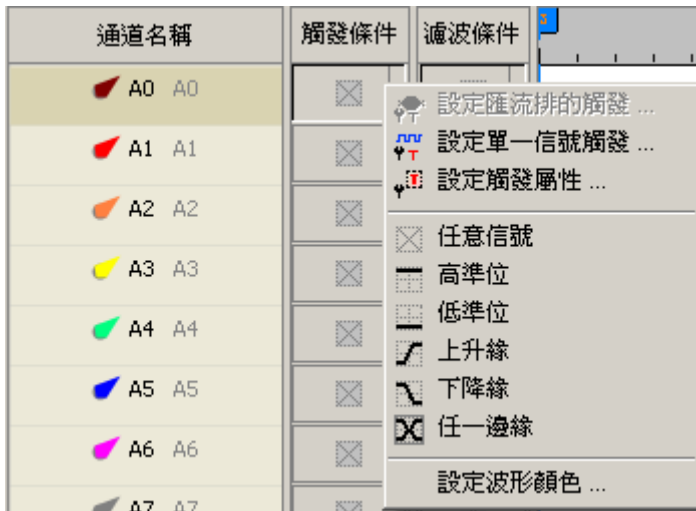 通道名稱 觸發條件 濾波條件 3
A0 A0
設定匯流排的觸發 ...
A1 A1
設定單一信號觸發 ...
設定觸發屬性 ...
A2 A2
任意信號
A3 A3
高準位
低準位
A4 A4
上升緣
A5 A5
下降緣
任一邊緣
A6 A6
設定波形顏色 ...
A7 A7